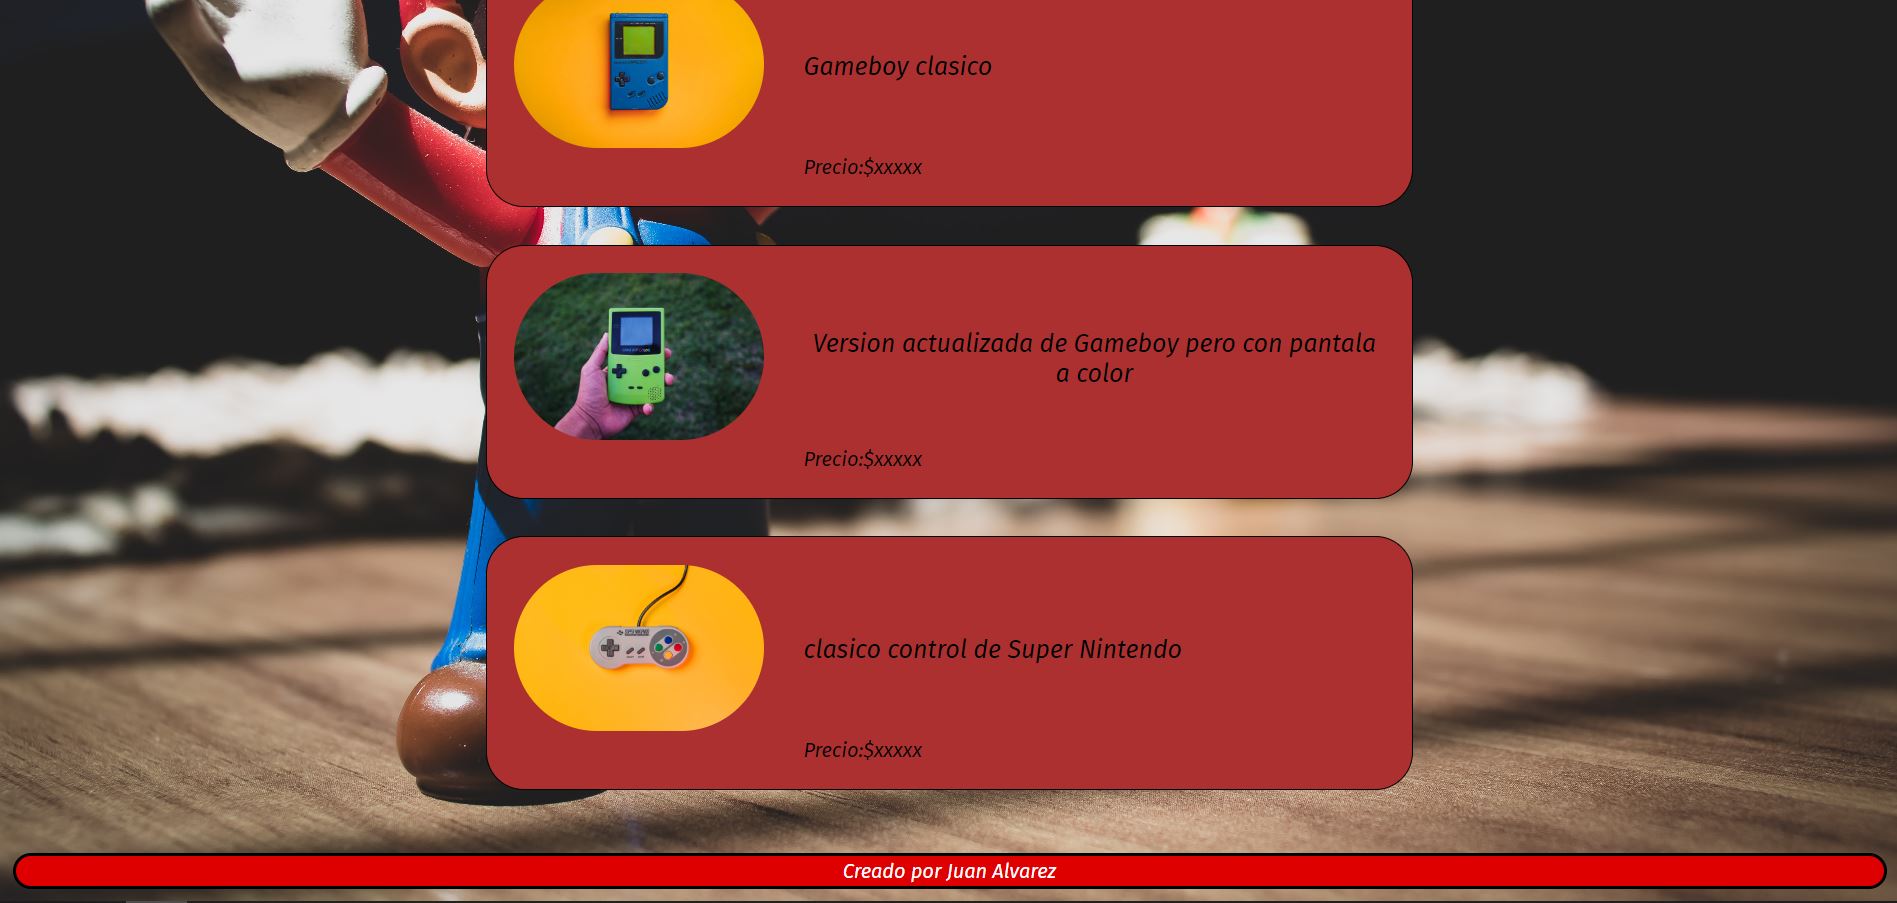 Gameboy clasico
Precio:$xxxxx
Version actualizada de Gameboy pero con pantala
a color
Precio:$xxxxx
clasico control de Super Nintendo
Precio:$xxxxx
Creado por Juan Alvarez